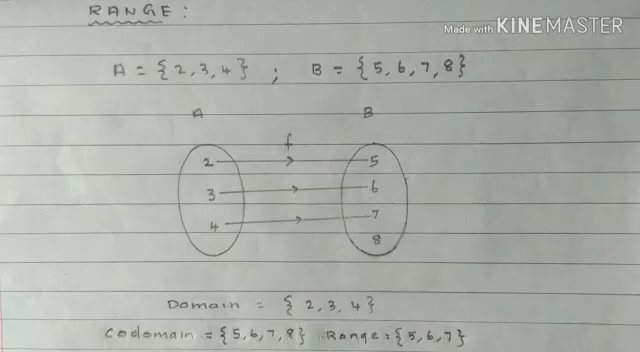 RANGE :
Made with KINEMASTER
A = {2, 3, 4} ; B = {5, 6, 7, 8}
A B
f
2 5
3 6
4 7
8
Domain = {2, 3, 4}
Codomain = {5, 6, 7, 8} Range : {5, 6, 7}